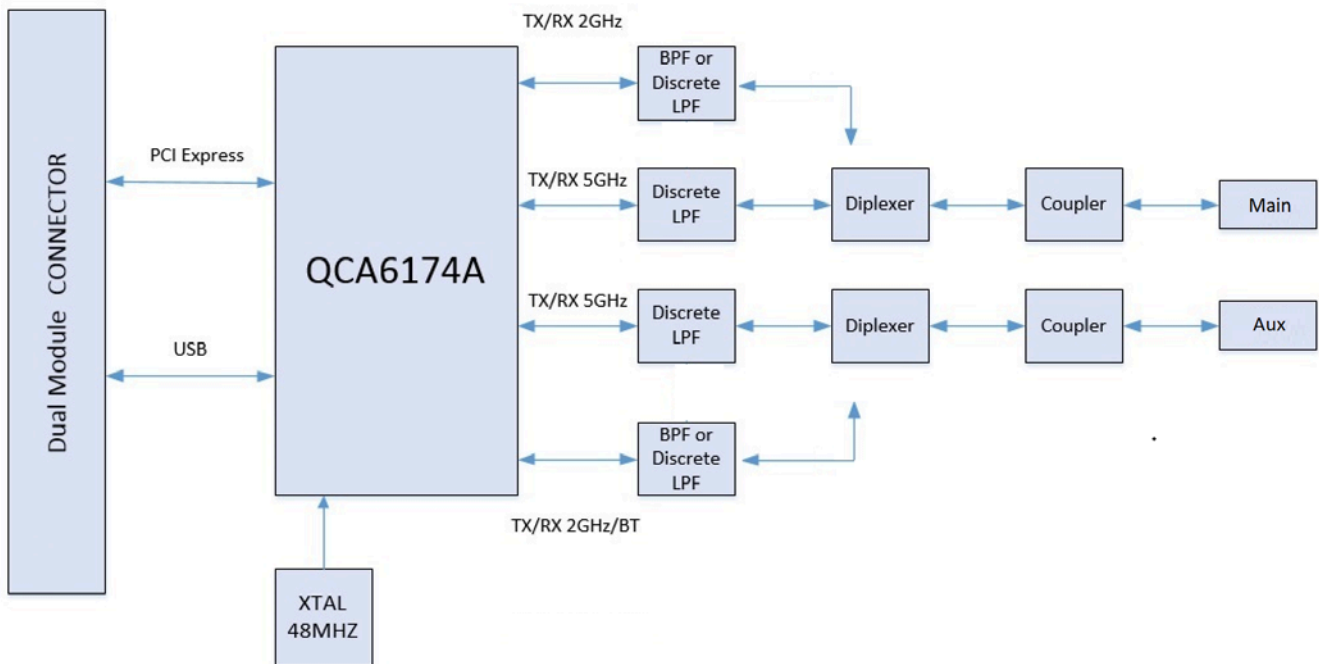 TX/RX 2GHz
BPF or
Discrete
LPF
Dual Module CONNECTOR
PCI Express
QCA6174A
TX/RX 5GHz
Discrete
LPF
Diplexer
Coupler
Main
USB
TX/RX 5GHz
Discrete
LPF
Diplexer
Coupler
Aux
BPF or
Discrete
LPF
TX/RX 2GHz/BT
XTAL
48MHZ